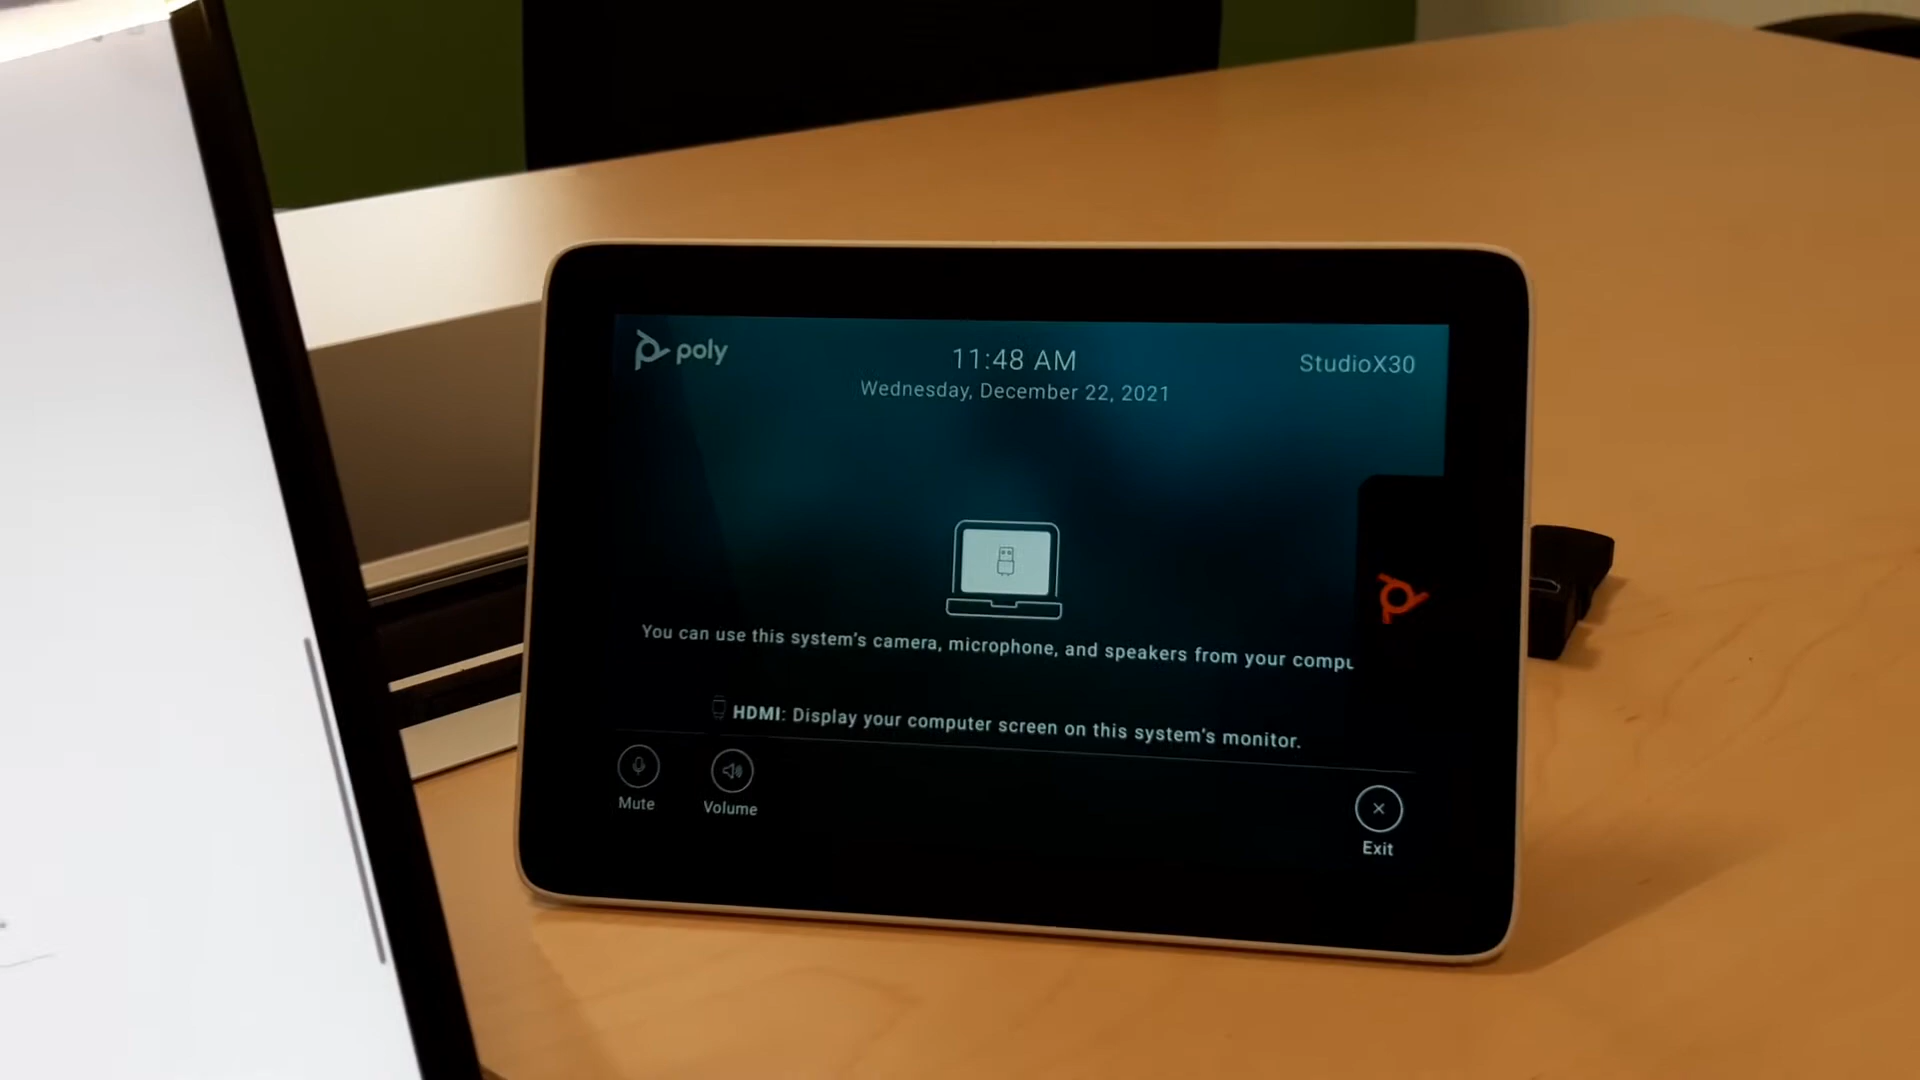 poly
11:48 AM
Wednesday, December 22, 2021
StudioX30
You can use this system's camera, microphone, and speakers from your compu
HDMI: Display your computer screen on this system's monitor.
Mute
Volume
Exit